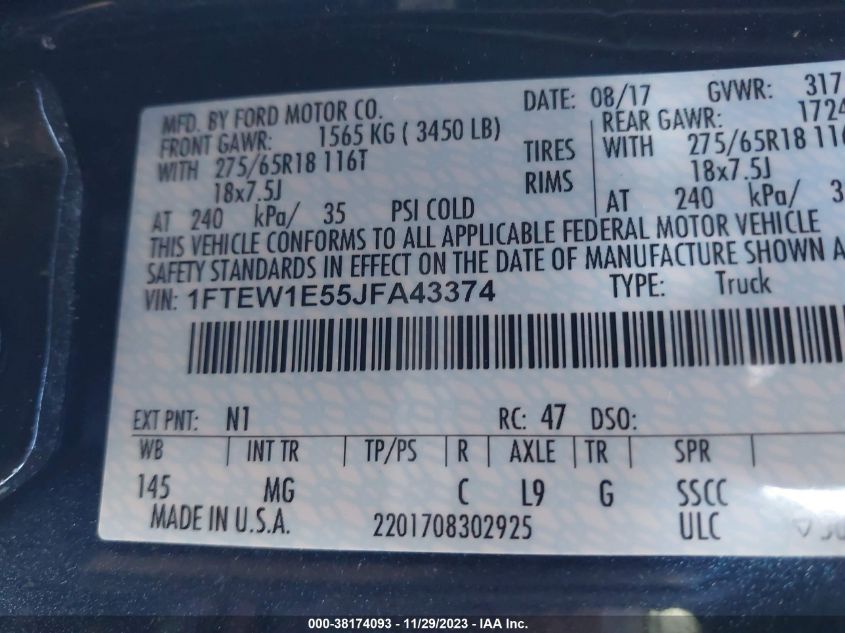 MFD. BY FORD MOTOR CO. DATE: 08/17 GVWR: 317
FRONT GAWR: 1565 KG ( 3450 LB) REAR GAWR: 1724
WITH 275/65R18 116T TIRES WITH 275/65R18 116
18x7.5J RIMS 18x7.5J
AT 240 kPa/ 35 PSI COLD AT 240 kPa/ 3
THIS VEHICLE CONFORMS TO ALL APPLICABLE FEDERAL MOTOR VEHICLE
SAFETY STANDARDS IN EFFECT ON THE DATE OF MANUFACTURE SHOWN A
VIN: 1FTEW1E55JFA43374 TYPE: Truck
EXT PNT: N1 RC: 47 DSO:
WB INT TR TP/PS R AXLE TR SPR
145 MG C L9 G SSCC
MADE IN U.S.A. 2201708302925 ULC
000-38174093 - 11/29/2023 - IAA Inc.